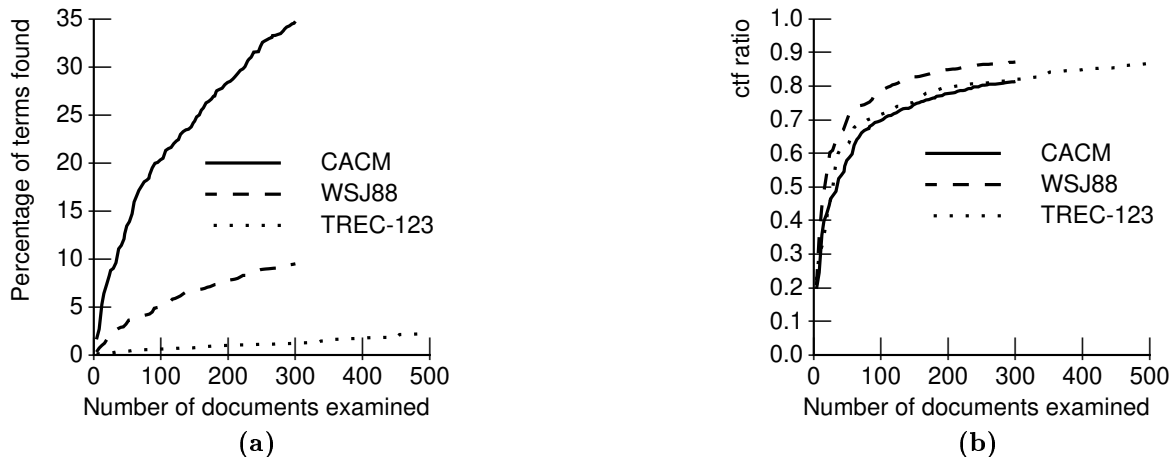 Percentage of terms found
35
30
25
20
15
10
5
0
0 100 200 300 400 500
Number of documents examined
CACM
WSJ88
TREC-123
(a)
ctf ratio
1.0
0.9
0.8
0.7
0.6
0.5
0.4
0.3
0.2
0.1
0.0
0 100 200 300 400 500
Number of documents examined
CACM
WSJ88
TREC-123
(b)